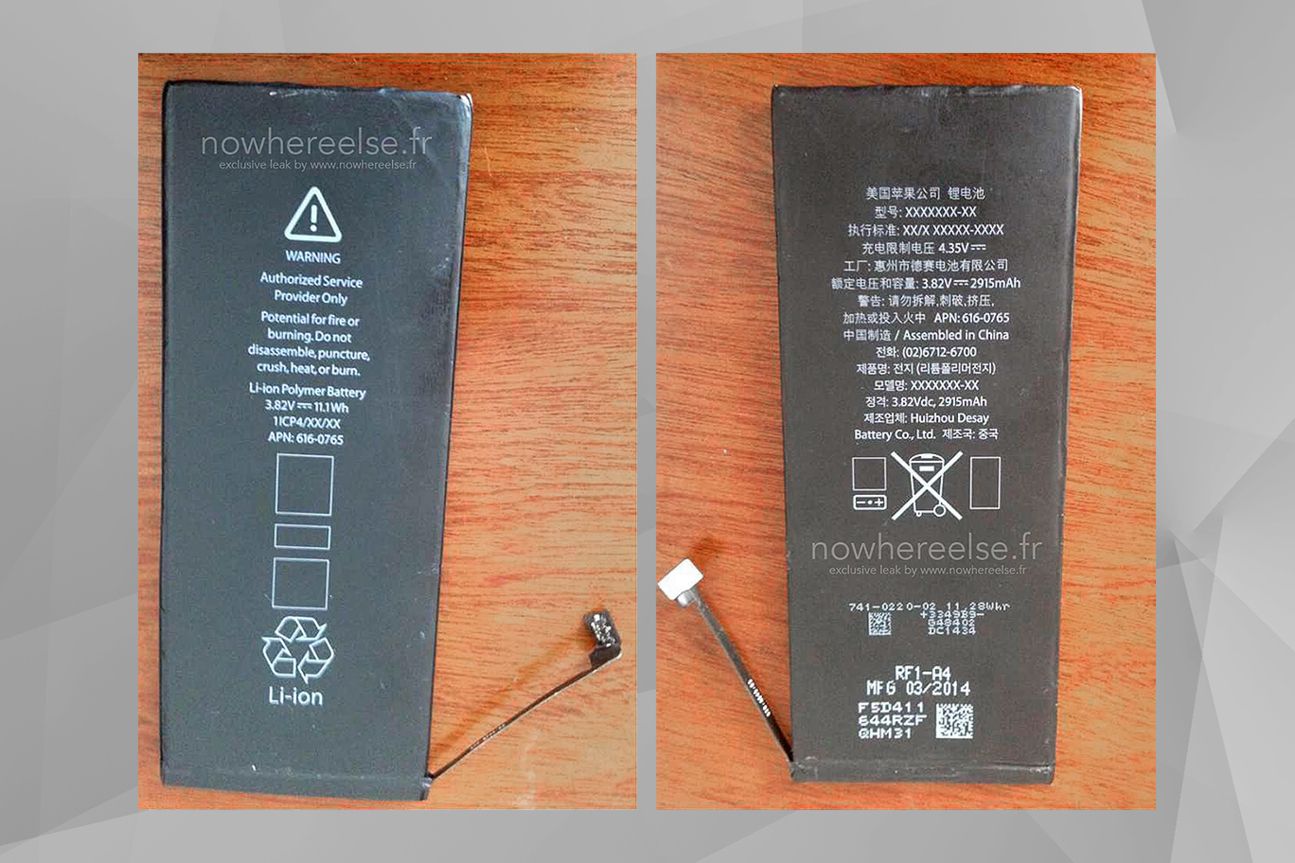 nowhereelse.fr
exclusive leak by www.nowhereelse.fr
WARNING
Authorized Service
Provider Only
Potential for fire or
burning. Do not
disassemble, puncture,
crush, heat, or burn.
Li-ion Polymer Battery
3.82V 11.1Wh
1ICP4/XX/XX
APN: 616-0765
Li-ion
美国苹果公司 锂电池
型号: XXXXXXX-XX
执行标准: XX/X XXXXX-XXXX
充电限制电压 4.35V
工厂: 惠州市德赛电池有限公司
额定电压和容量: 3.82V 2915mAh
警告: 请勿拆解,刺破,挤压,
加热或投入火中 APN: 616-0765
中国制造 / Assembled in China
전화: (02)6712-6700
제품명: 전지 (리튬폴리머전지)
모델명: XXXXXXX-XX
정격: 3.82Vdc, 2915mAh
제조업체: Huizhou Desay
Battery Co., Ltd. 제조국: 중국
nowhereelse.fr
exclusive leak by www.nowhereelse.fr
741-0220-02 11.28Whr
+3349B9-
G48402
DC1434
RF1-A4
MFG 03/2014
F5D411
644RZF
QHM31